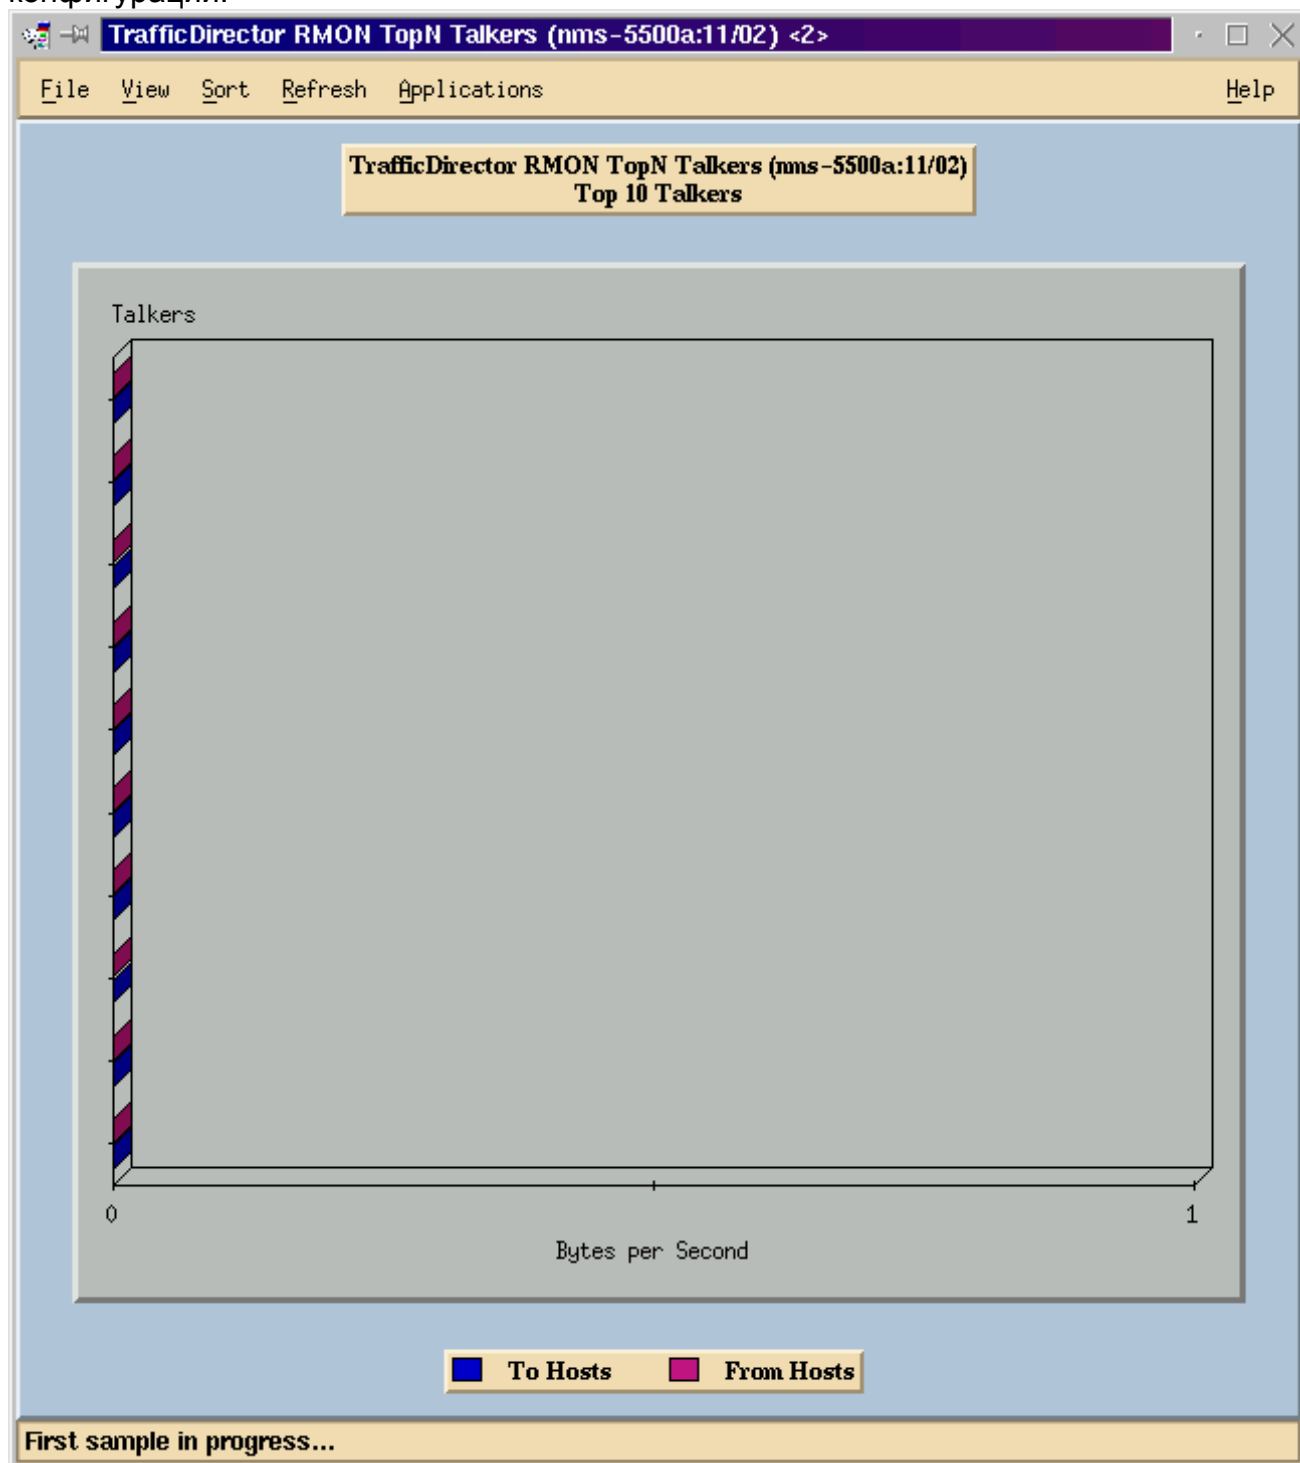 конфигурации.
TrafficDirector RMON TopN Talkers (nms-5500a:11/02) <2>
File View Sort Refresh Applications Help
TrafficDirector RMON TopN Talkers (nms-5500a:11/02)
Top 10 Talkers
Talkers
0 1
Bytes per Second
To Hosts From Hosts
First sample in progress...